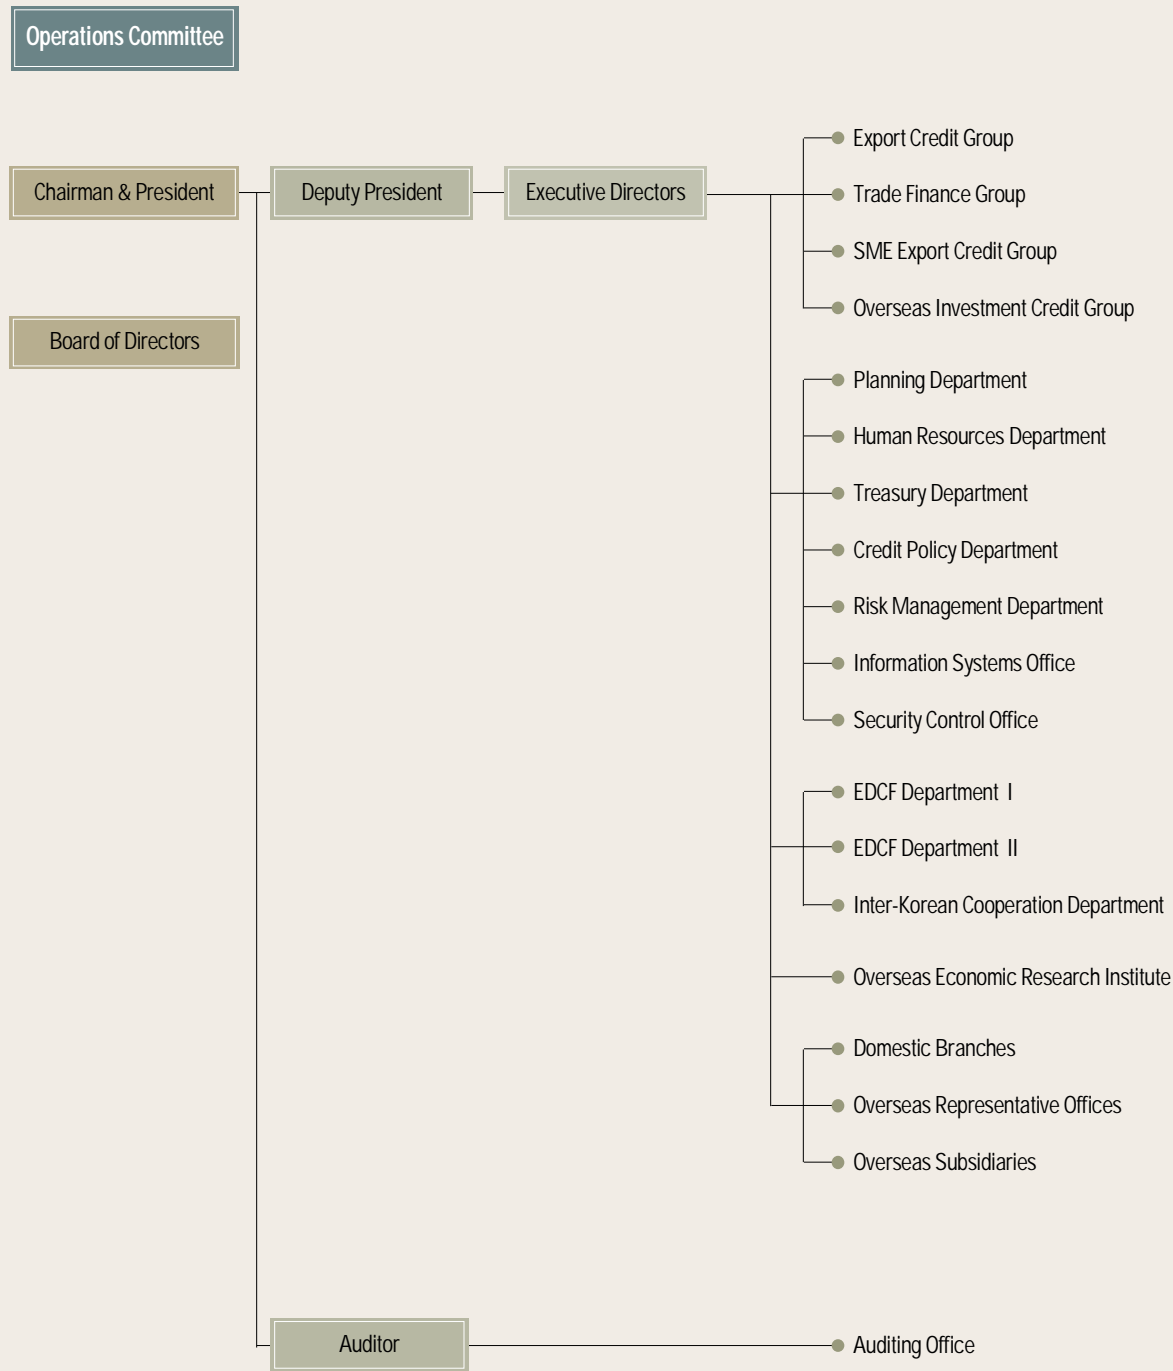 Operations Committee
Chairman & President
Deputy President
Executive Directors
Board of Directors
Export Credit Group
Trade Finance Group
SME Export Credit Group
Overseas Investment Credit Group
Planning Department
Human Resources Department
Treasury Department
Credit Policy Department
Risk Management Department
Information Systems Office
Security Control Office
EDCF Department I
EDCF Department II
Inter-Korean Cooperation Department
Overseas Economic Research Institute
Domestic Branches
Overseas Representative Offices
Overseas Subsidiaries
Auditor
Auditing Office